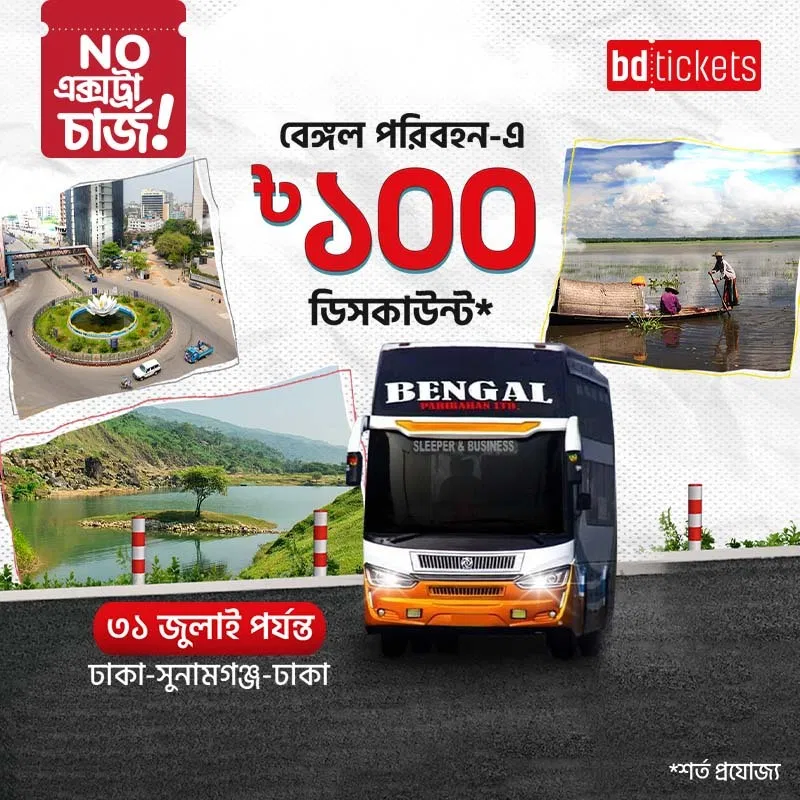 NO
এক্সট্রা
চার্জ!
bdtickets
বেঙ্গল পরিবহন-এ
৳১০০
ডিসকাউন্ট*
BENGAL
PARIBAHAN LTD.
SLEEPER & BUSINESS
৩১ জুলাই পর্যন্ত
ঢাকা-সুনামগঞ্জ-ঢাকা
*শর্ত প্রযোজ্য